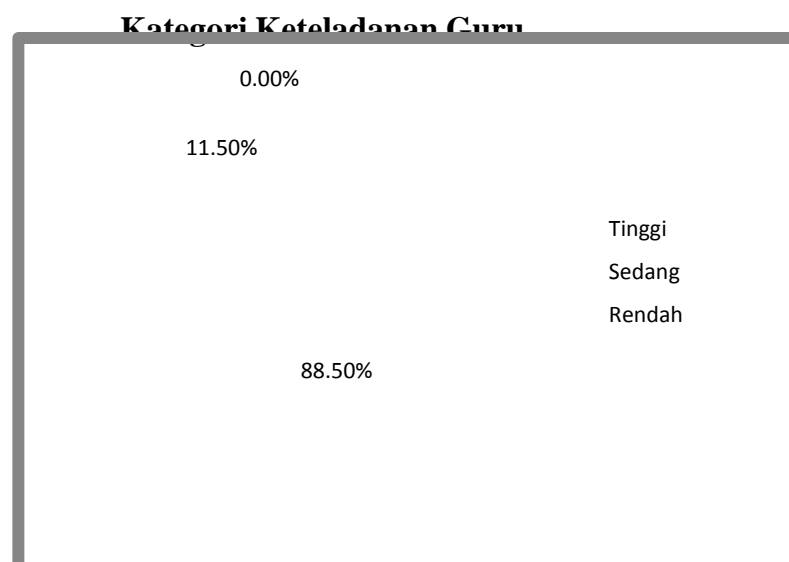 Kategori Keteladanan Guru
0.00%
11.50%
Tinggi
Sedang
Rendah
88.50%